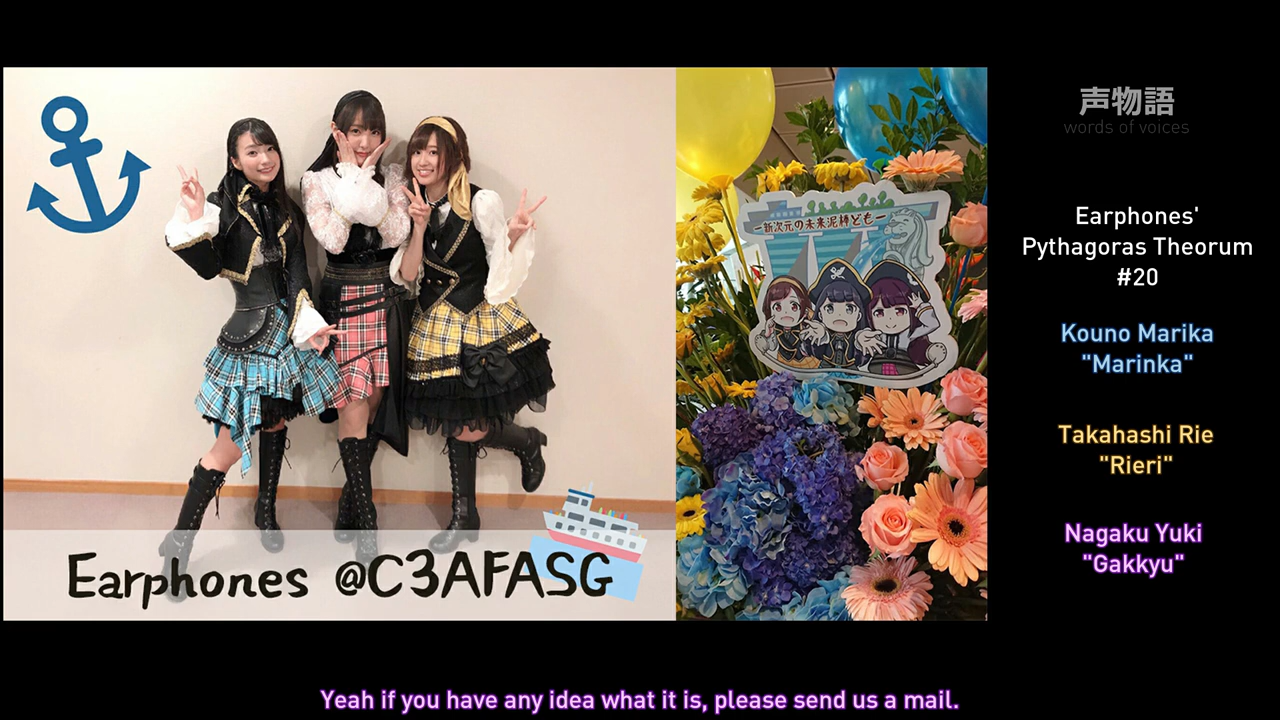 声物語
words of voices
Earphones'
Pythagoras Theorum
#20
Kouno Marika
"Marinka"
Takahashi Rie
"Rieri"
Nagaku Yuki
"Gakkyu"
ー新次元の未来泥棒どもー
Earphones @C3AFASG
Yeah if you have any idea what it is, please send us a mail.